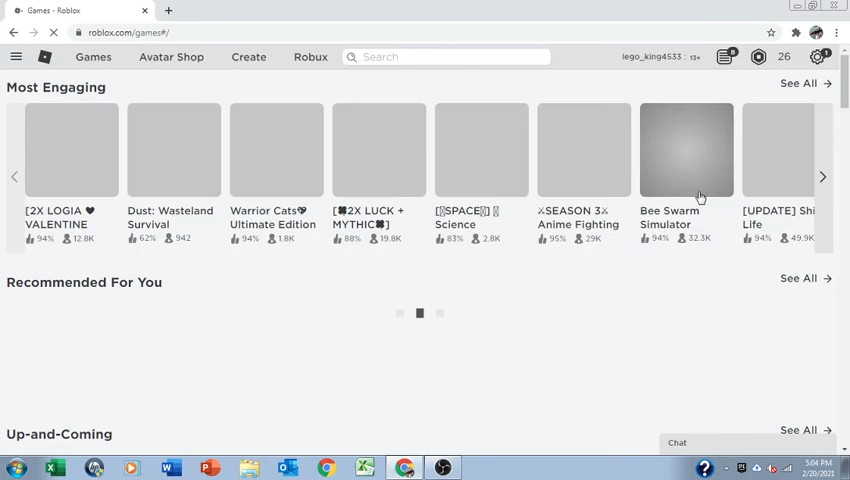 Games - Roblox
roblox.com/games#/
Games Avatar Shop Create Robux Search lego_king4533 : 13+ 8 26 1
Most Engaging See All →
[2X LOGIA ♥ VALENTINE
94% 12.8K
Dust: Wasteland
Survival
62% 942
Warrior Cats
Ultimate Edition
94% 1.8K
[🍀2X LUCK +
MYTHIC🍀]
88% 19.8K
[SPACE]
Science
83% 2.8K
⚔SEASON 3⚔
Anime Fighting
95% 29K
Bee Swarm
Simulator
94% 32.3K
[UPDATE] Shi
Life
94% 49.9K
Recommended For You See All →
Up-and-Coming See All →
Chat
5:04 PM
2/20/2021